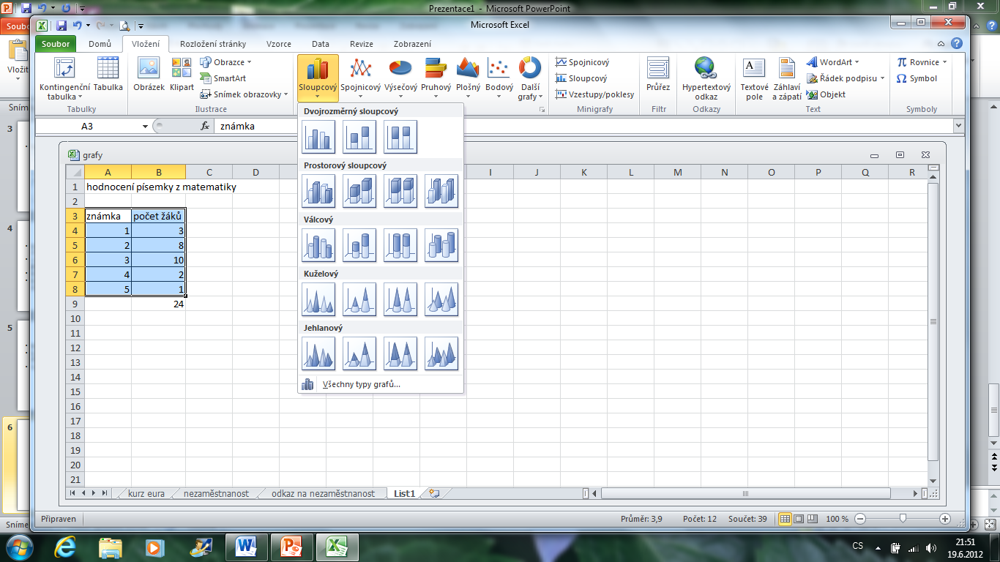 Prezentace1 - Microsoft PowerPoint
Microsoft Excel
Soubor Domů Vložení Rozložení stránky Vzorce Data Revize Zobrazení
Vložit
Kontingenční tabulka
Tabulka
Tabulky
Obrázek
Klipart
Obrazce
SmartArt
Snímek obrazovky
Ilustrace
Sloupcový
Spojnicový
Výsečový
Pruhový
Plošný
Bodový
Další grafy
Spojnicový
Sloupcový
Vzestupy/poklesy
Minigrafy
Průřez
Filtr
Hypertextový odkaz
Odkazy
Textové pole
Záhlaví a zápatí
WordArt
Řádek podpisu
Objekt
Text
Rovnice
Symbol
Symboly
A3 fx známka
Dvojrozměrný sloupcový
Prostorový sloupcový
Válcový
Kuželový
Jehlanový
Všechny typy grafů...
grafy
A B C D I J K L M N O P Q R
1 hodnocení písemky z matematiky
2
3 známka počet žáků
4 1 3
5 2 8
6 3 10
7 4 2
8 5 1
9 24
10
11
12
13
14
15
16
17
18
19
20
21
3
4
5
6
kurz eura nezaměstnanost odkaz na nezaměstnanost List1
Připraven Průměr: 3,9 Počet: 12 Součet: 39 100 %
CS 21:51
19.6.2012